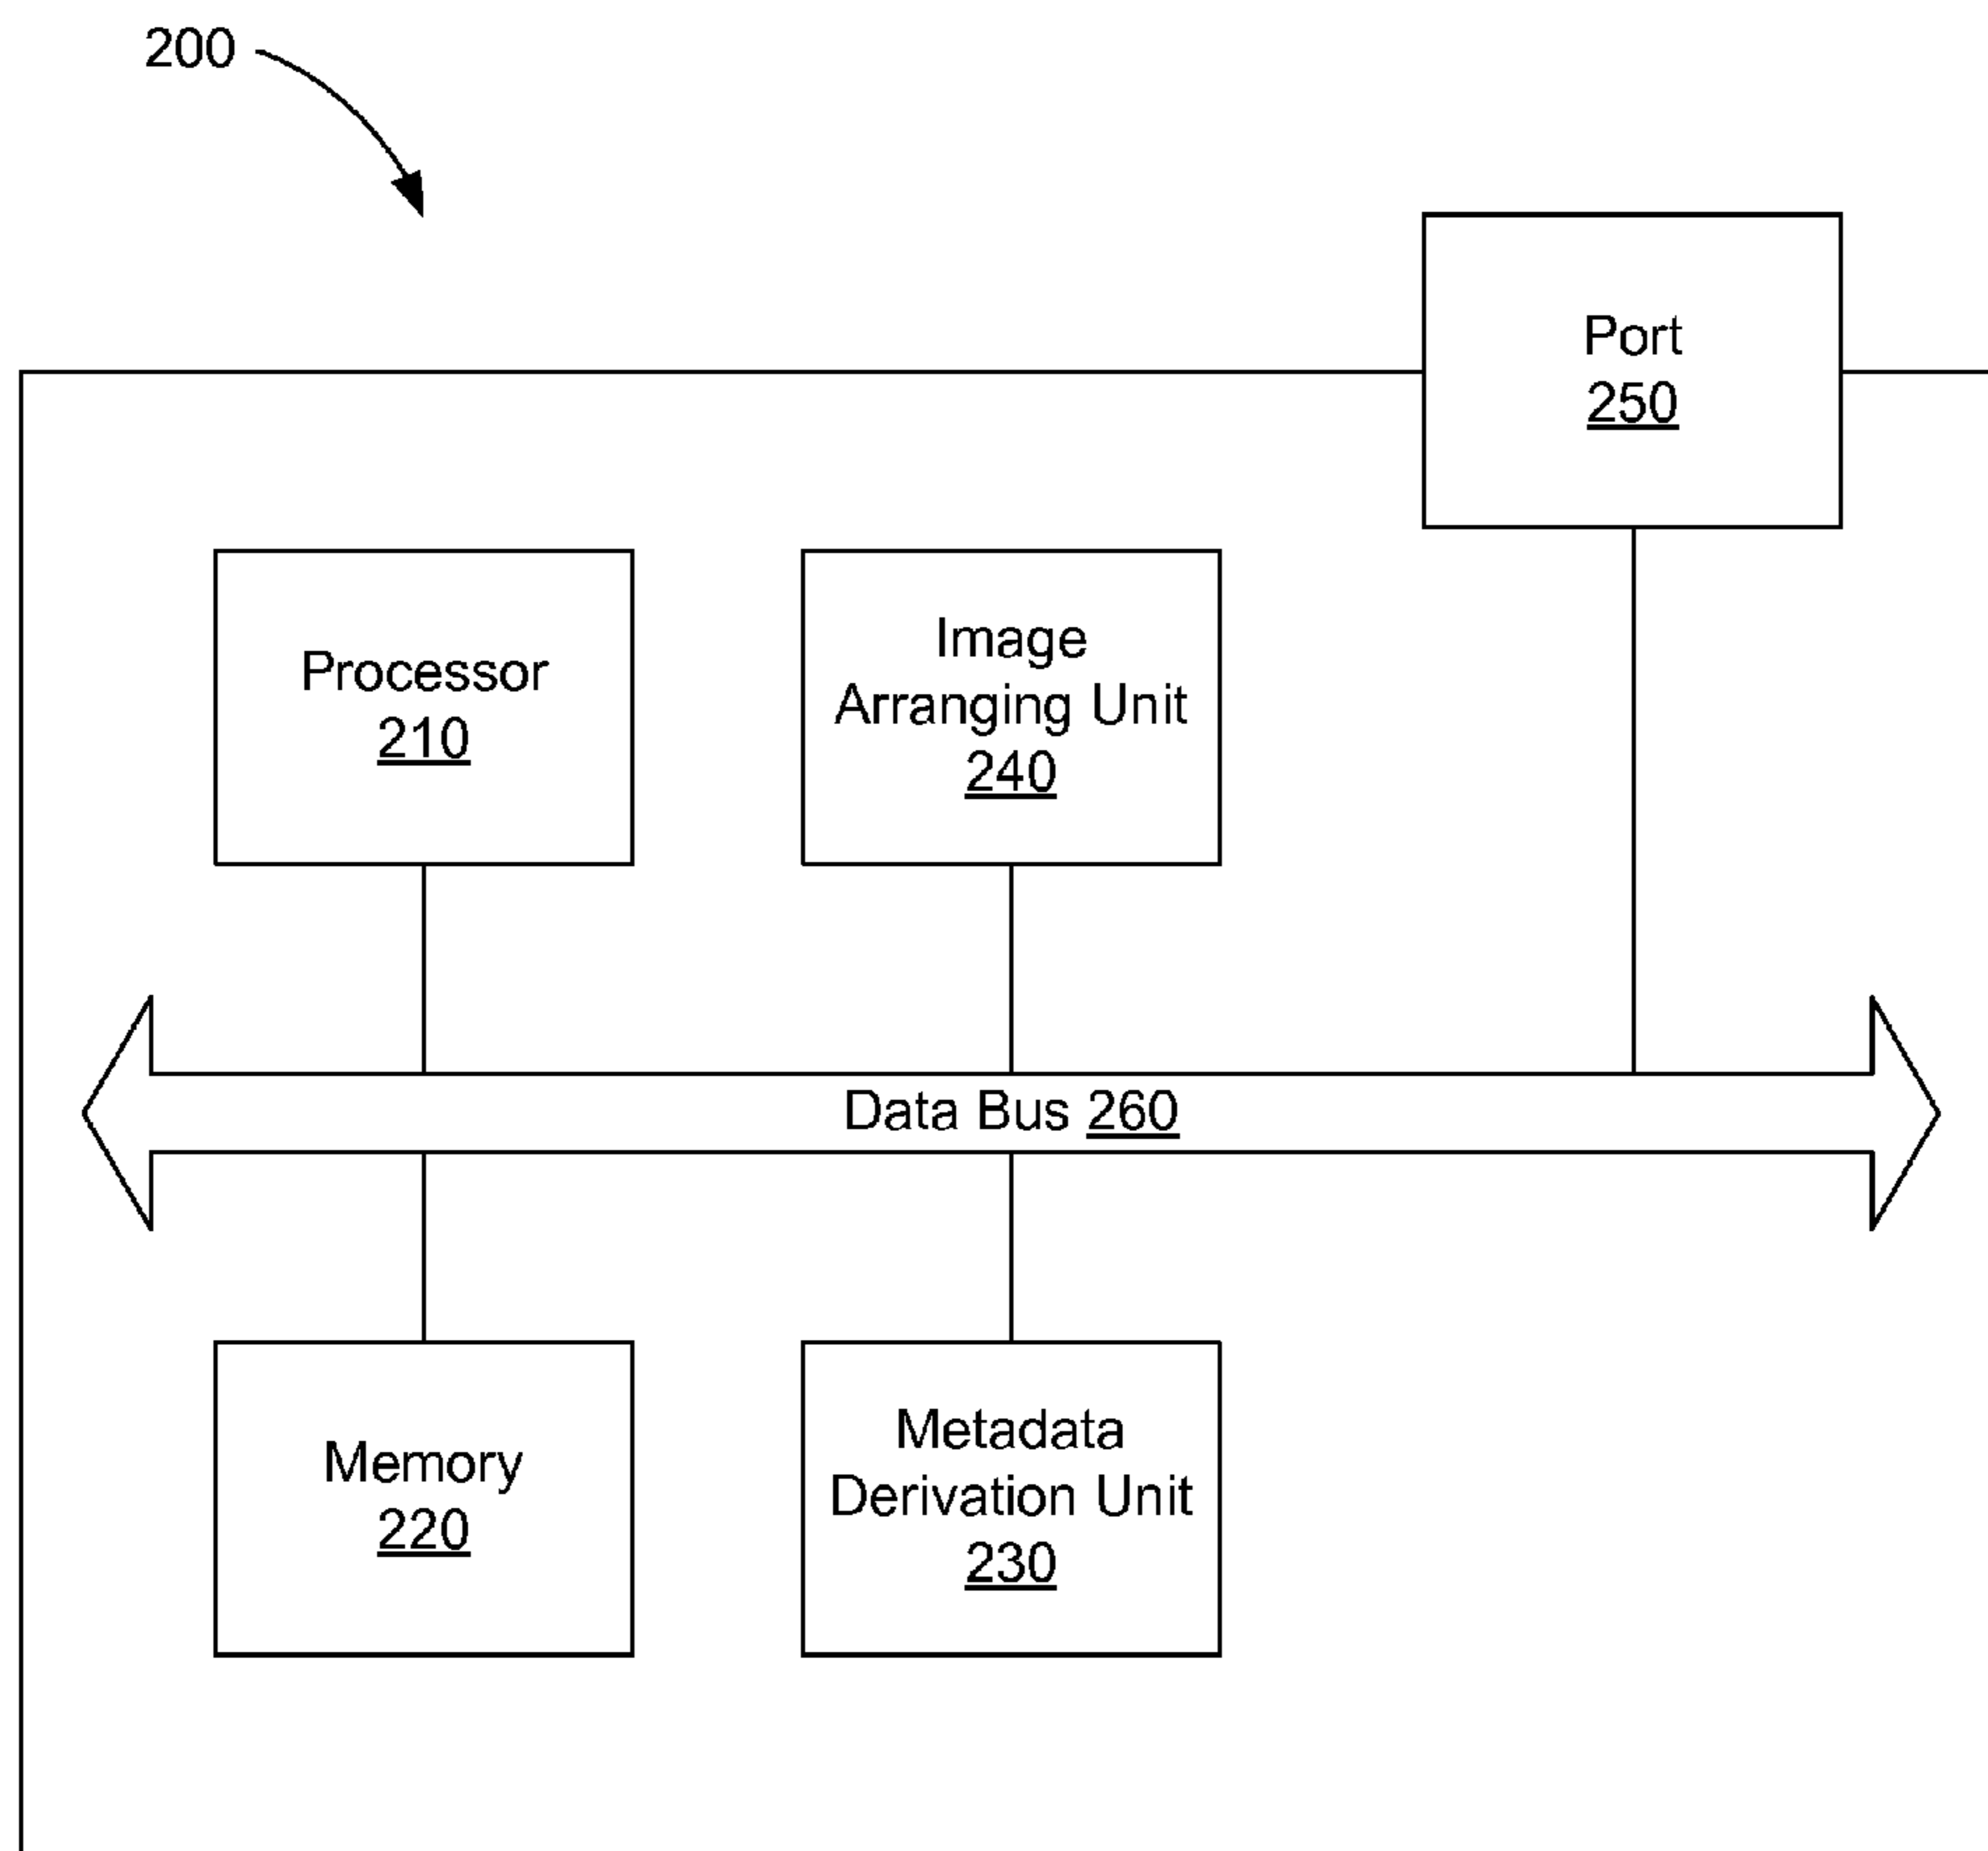 200
Port
250
Processor
210
Image
Arranging Unit
240
Data Bus 260
Memory
220
Metadata
Derivation Unit
230